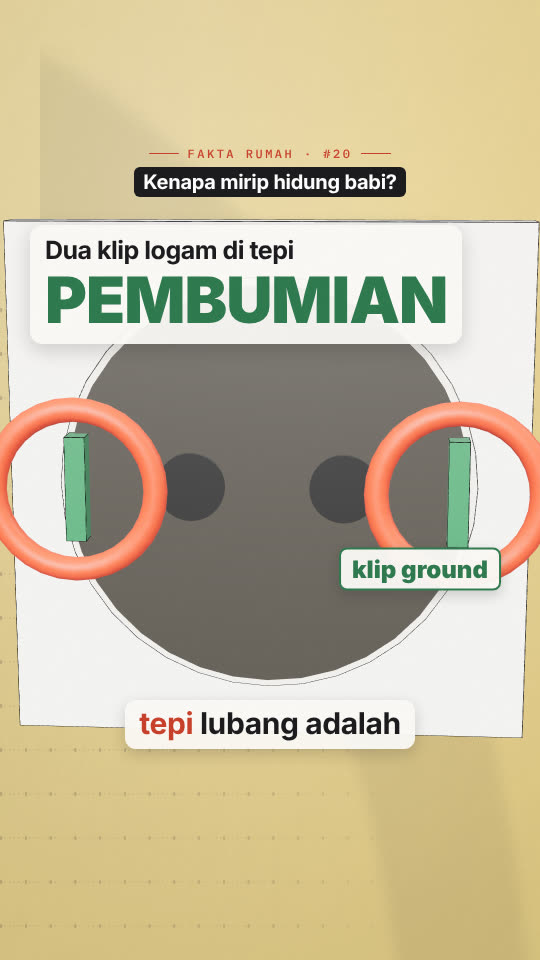 FAKTA RUMAH · #20
Kenapa mirip hidung babi?
Dua klip logam di tepi
PEMBUMIAN
klip ground
tepi lubang adalah